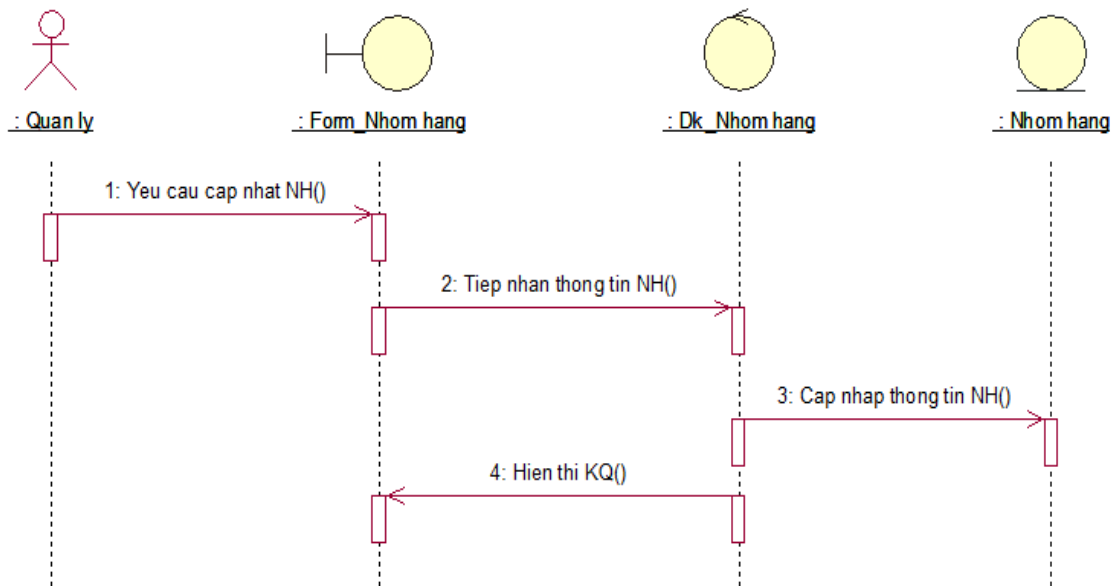 : Quan ly
: Form_Nhom hang
: Dk_Nhom hang
: Nhom hang
1: Yeu cau cap nhat NH()
2: Tiep nhan thong tin NH()
3: Cap nhap thong tin NH()
4: Hien thi KQ()